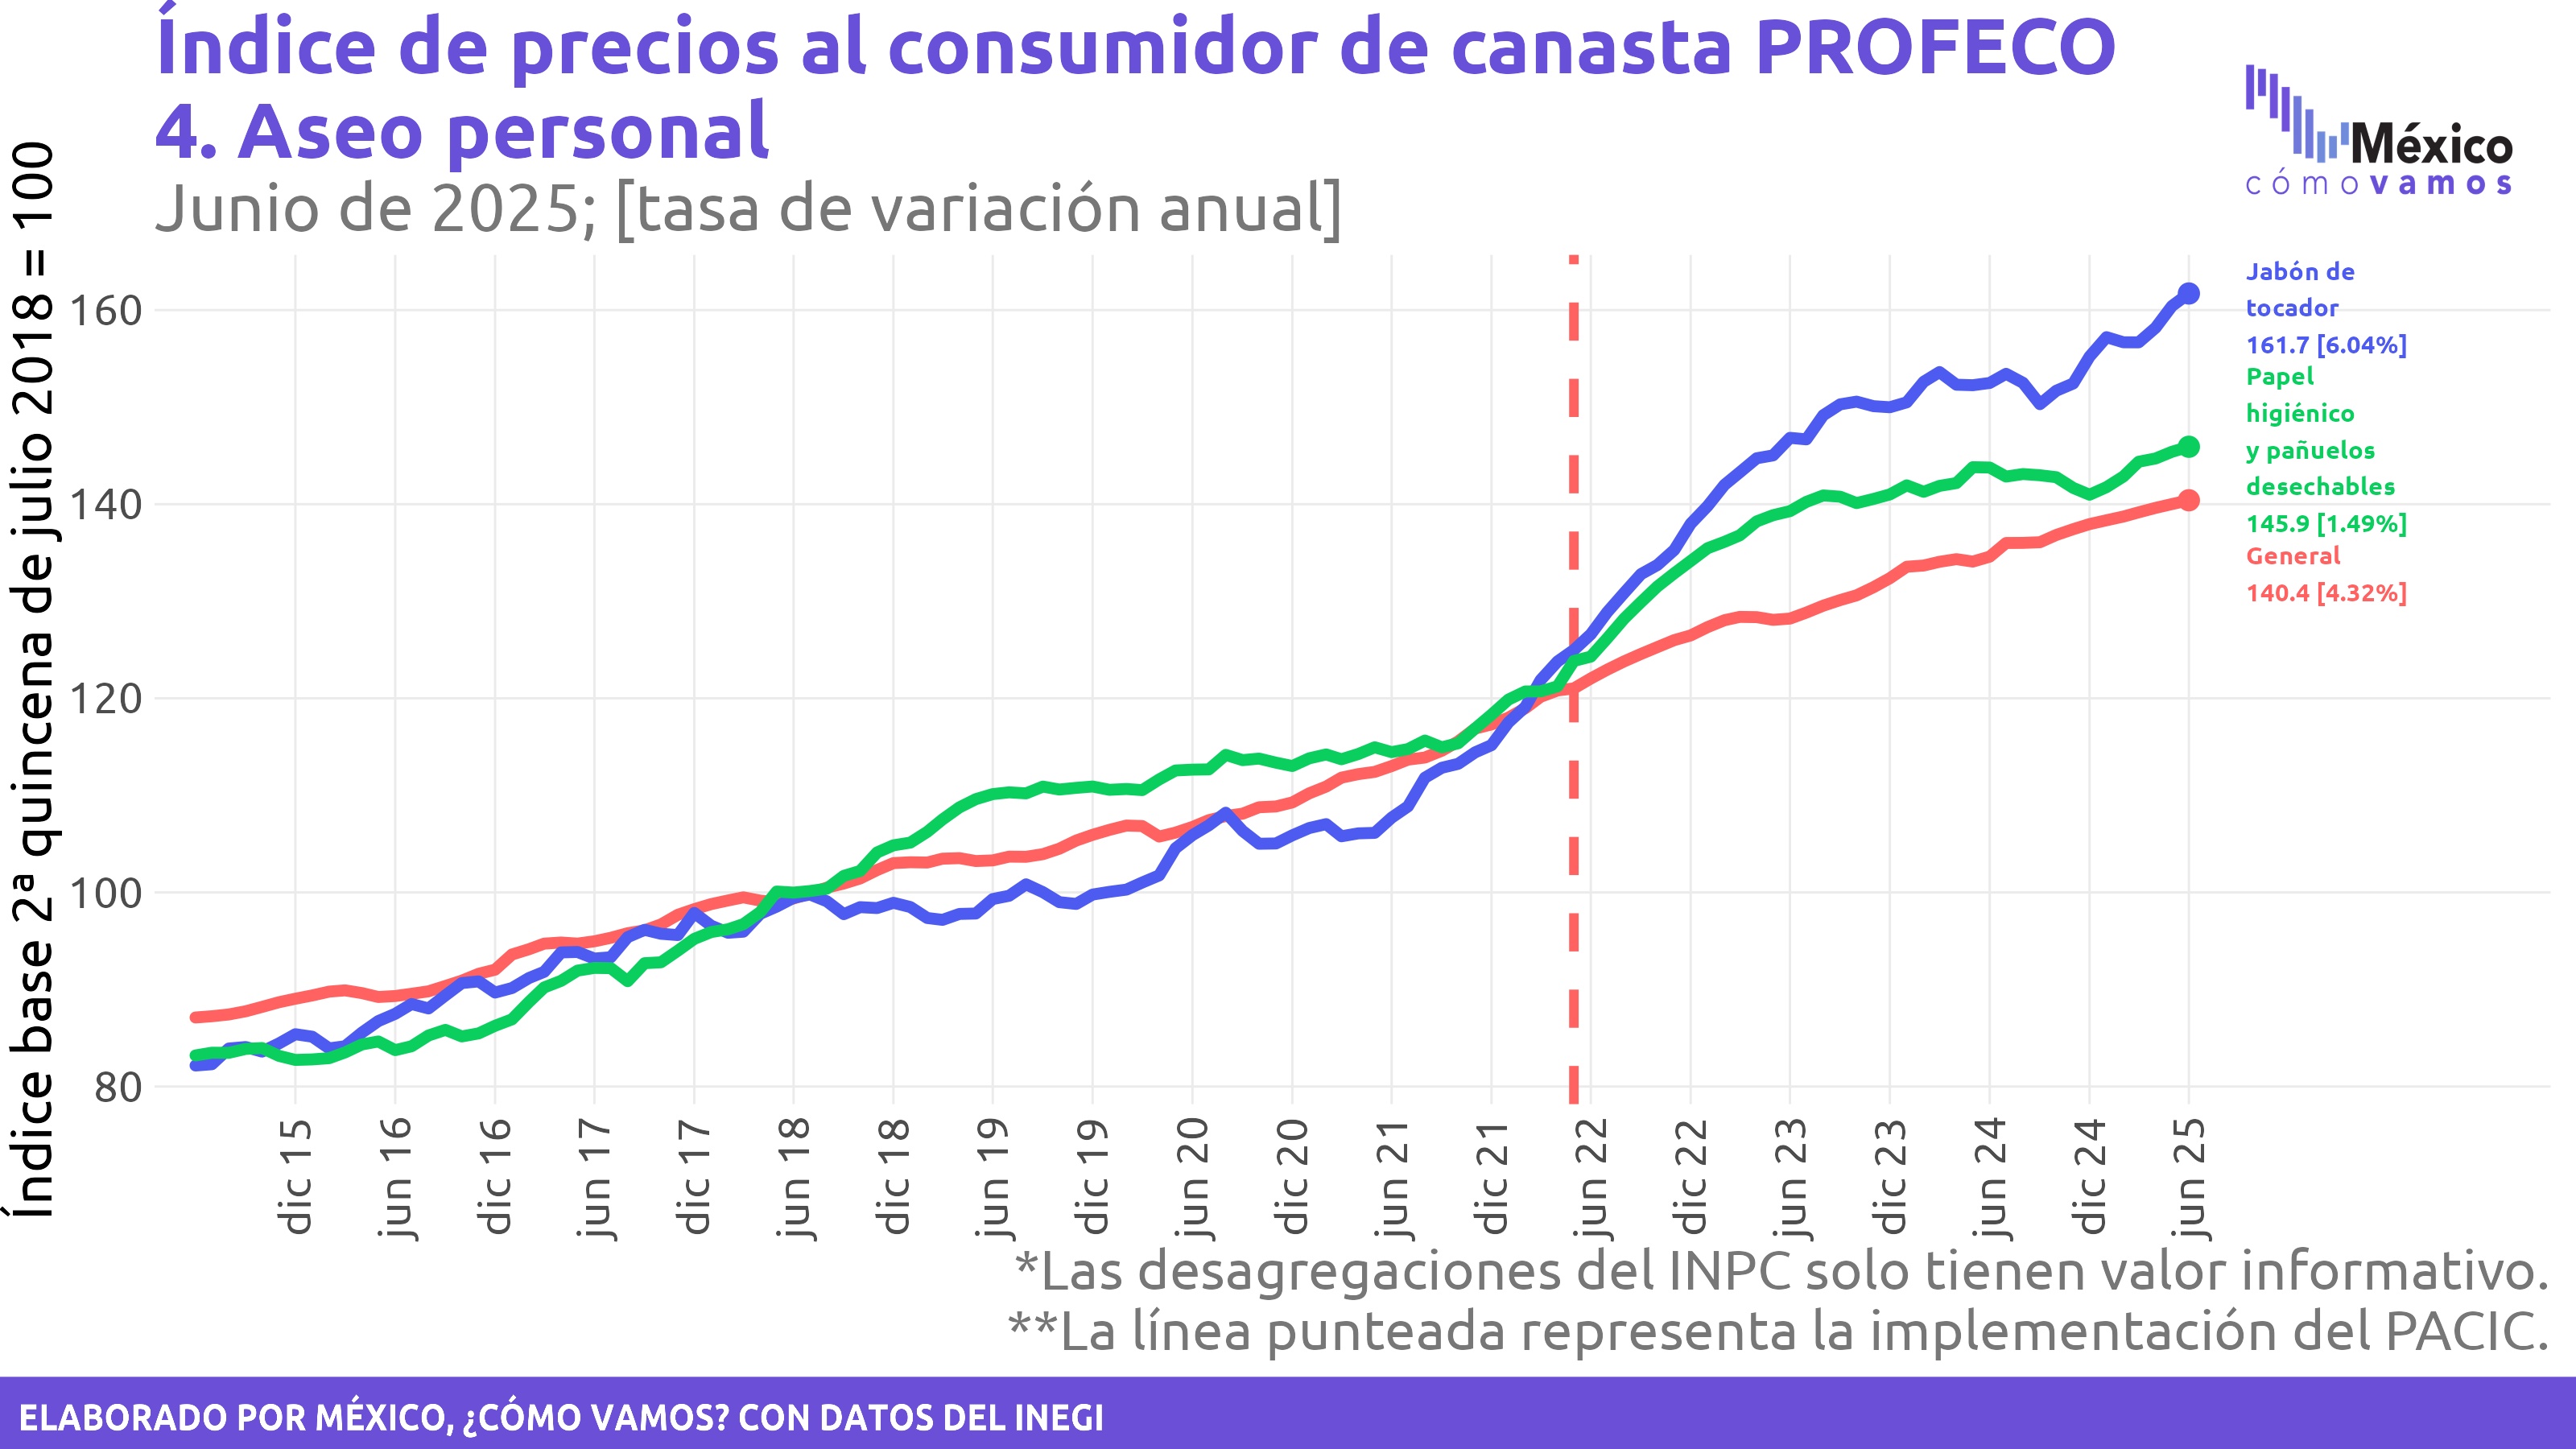 Índice de precios al consumidor de canasta PROFECO
4. Aseo personal
Junio de 2025; [tasa de variación anual]
México
cómo vamos
Índice base 2ª quincena de julio 2018 = 100
160
140
120
100
80
Jabón de
tocador
161.7 [6.04%]
Papel
higiénico
y pañuelos
desechables
145.9 [1.49%]
General
140.4 [4.32%]
dic 15
jun 16
dic 16
jun 17
dic 17
jun 18
dic 18
jun 19
dic 19
jun 20
dic 20
jun 21
dic 21
jun 22
dic 22
jun 23
dic 23
jun 24
dic 24
jun 25
*Las desagregaciones del INPC solo tienen valor informativo.
**La línea punteada representa la implementación del PACIC.
ELABORADO POR MÉXICO, ¿CÓMO VAMOS? CON DATOS DEL INEGI